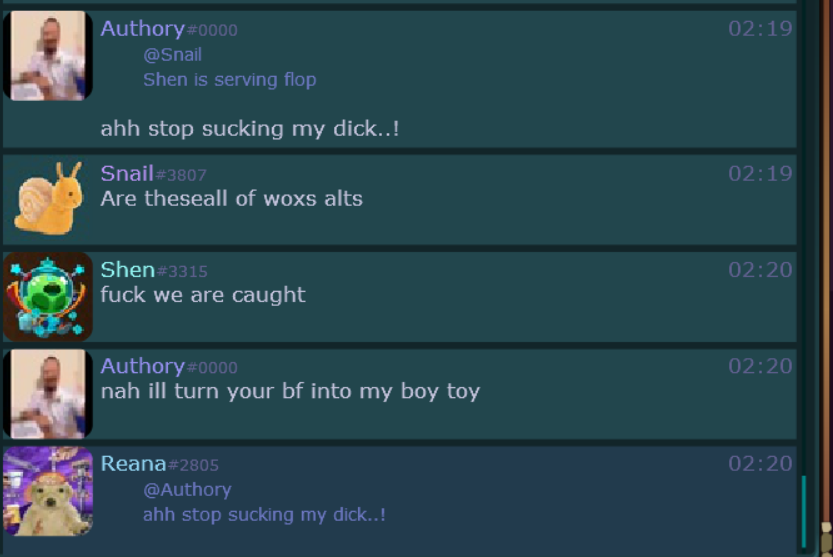 Authory#0000 02:19
@Snail
Shen is serving flop
ahh stop sucking my dick..!
Snail#3807 02:19
Are theseall of woxs alts
Shen#3315 02:20
fuck we are caught
Authory#0000 02:20
nah ill turn your bf into my boy toy
Reana#2805 02:20
@Authory
ahh stop sucking my dick..!